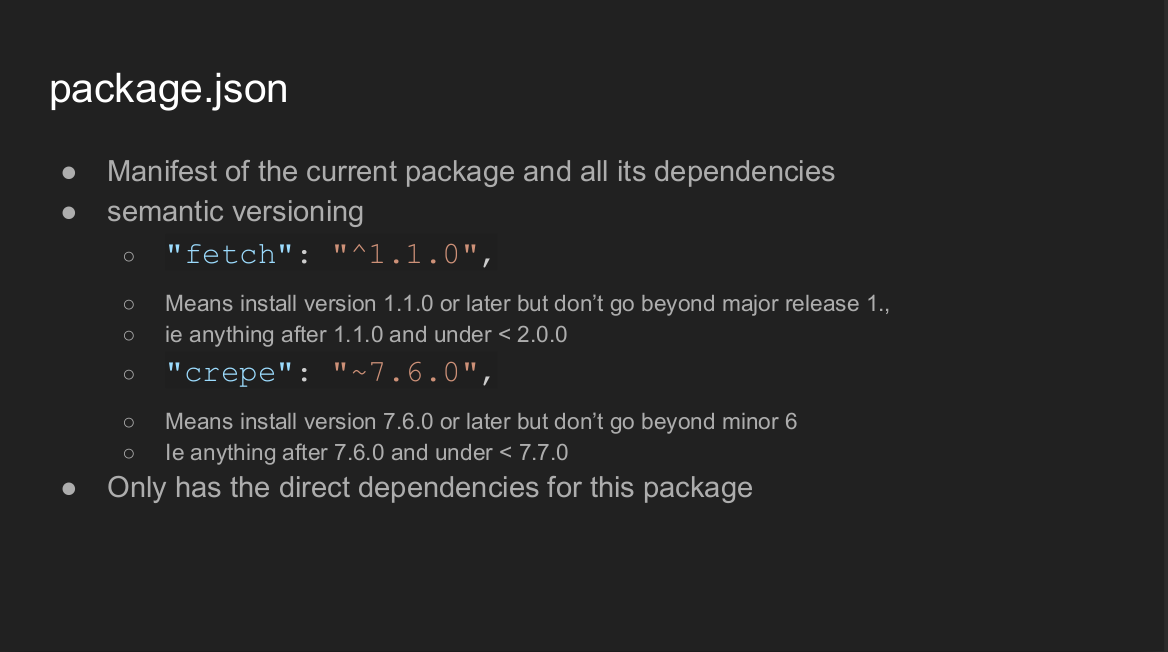 package.json
● Manifest of the current package and all its dependencies
● semantic versioning
○ "fetch": "^1.1.0",
○ Means install version 1.1.0 or later but don’t go beyond major release 1.,
○ ie anything after 1.1.0 and under < 2.0.0
○ "crepe": "~7.6.0",
○ Means install version 7.6.0 or later but don’t go beyond minor 6
○ Ie anything after 7.6.0 and under < 7.7.0
● Only has the direct dependencies for this package